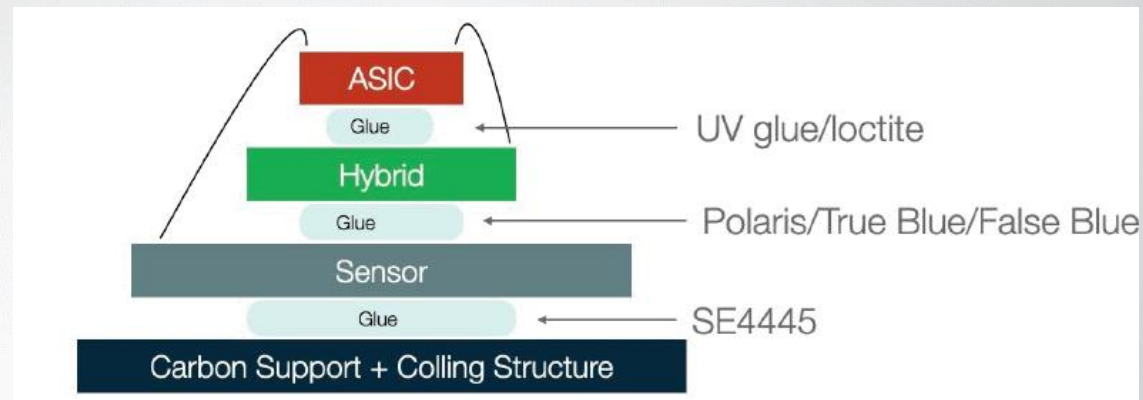 ASIC
Glue
UV glue/loctite
Hybrid
Glue
Polaris/True Blue/False Blue
Sensor
Glue
SE4445
Carbon Support + Colling Structure